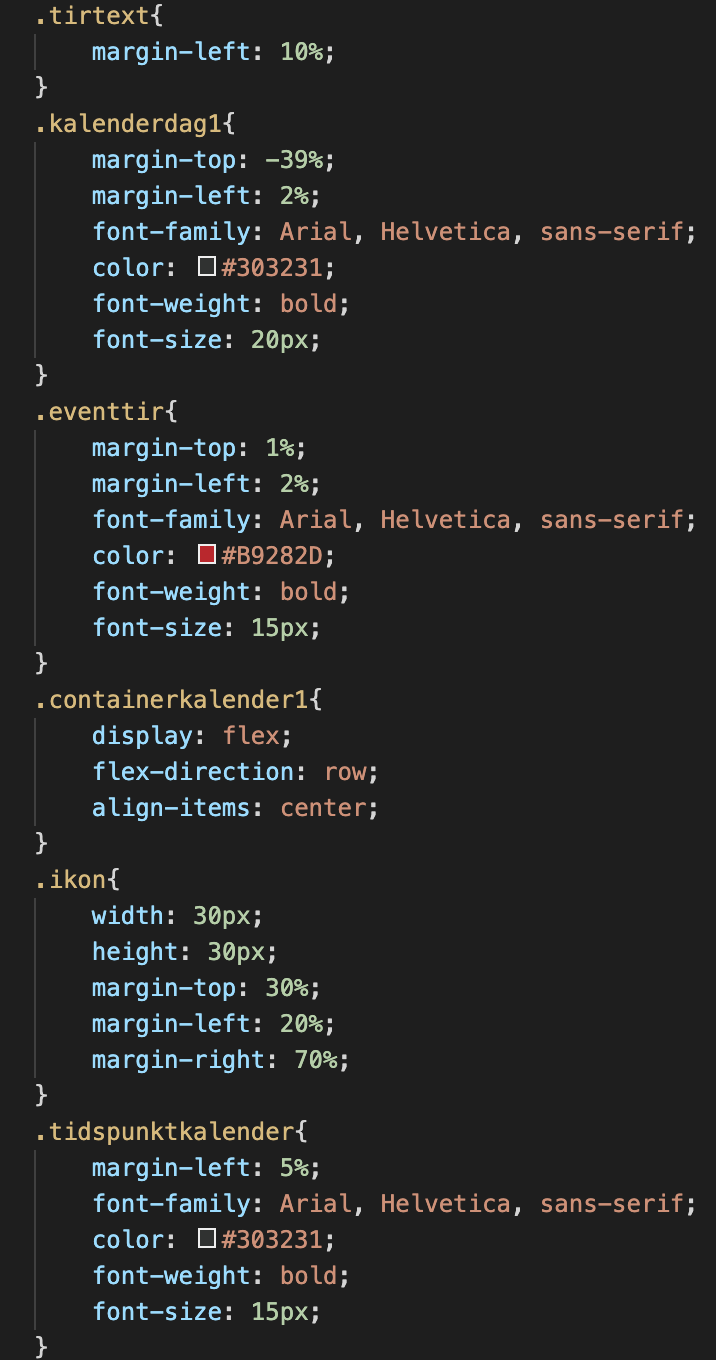 .tirtext{
    margin-left: 10%;
}
.kalenderdag1{
    margin-top: -39%;
    margin-left: 2%;
    font-family: Arial, Helvetica, sans-serif;
    color: #303231;
    font-weight: bold;
    font-size: 20px;
}
.eventtir{
    margin-top: 1%;
    margin-left: 2%;
    font-family: Arial, Helvetica, sans-serif;
    color: #B9282D;
    font-weight: bold;
    font-size: 15px;
}
.containerkalender1{
    display: flex;
    flex-direction: row;
    align-items: center;
}
.ikon{
    width: 30px;
    height: 30px;
    margin-top: 30%;
    margin-left: 20%;
    margin-right: 70%;
}
.tidspunktkalender{
    margin-left: 5%;
    font-family: Arial, Helvetica, sans-serif;
    color: #303231;
    font-weight: bold;
    font-size: 15px;
}